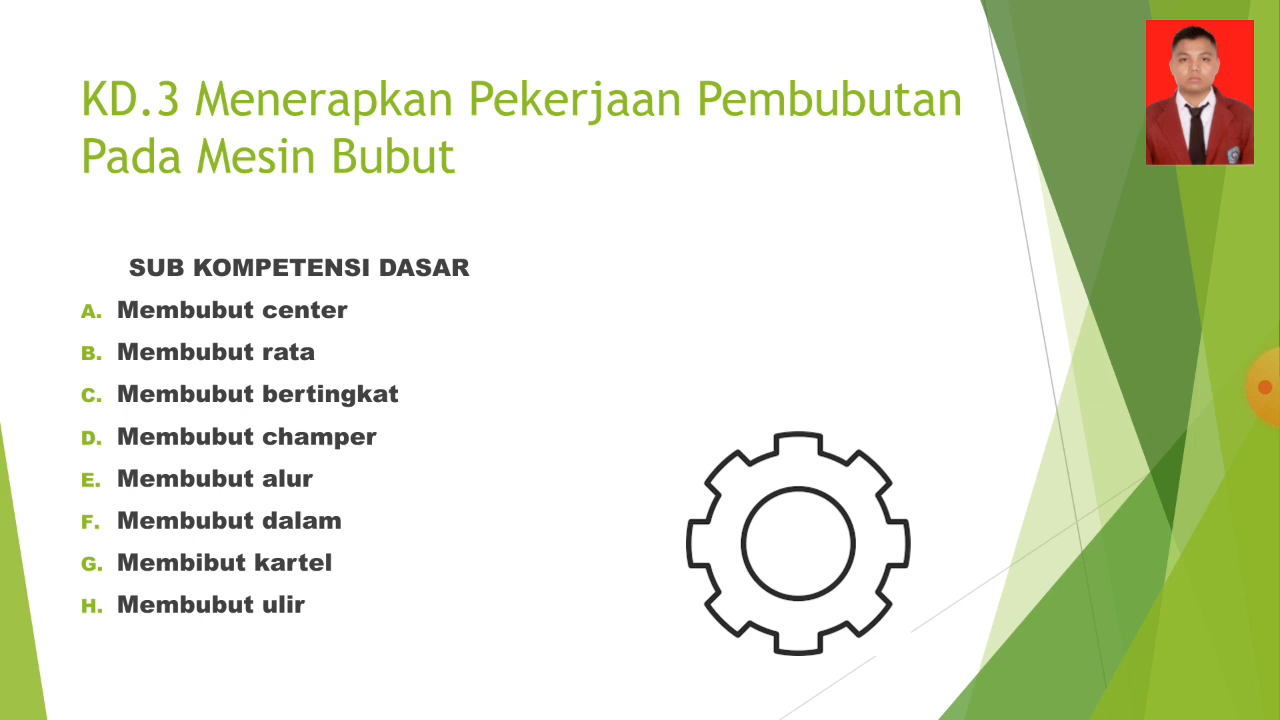 KD.3 Menerapkan Pekerjaan Pembubutan
Pada Mesin Bubut
SUB KOMPETENSI DASAR
A. Membubut center
B. Membubut rata
C. Membubut bertingkat
D. Membubut champer
E. Membubut alur
F. Membubut dalam
G. Membibut kartel
H. Membubut ulir